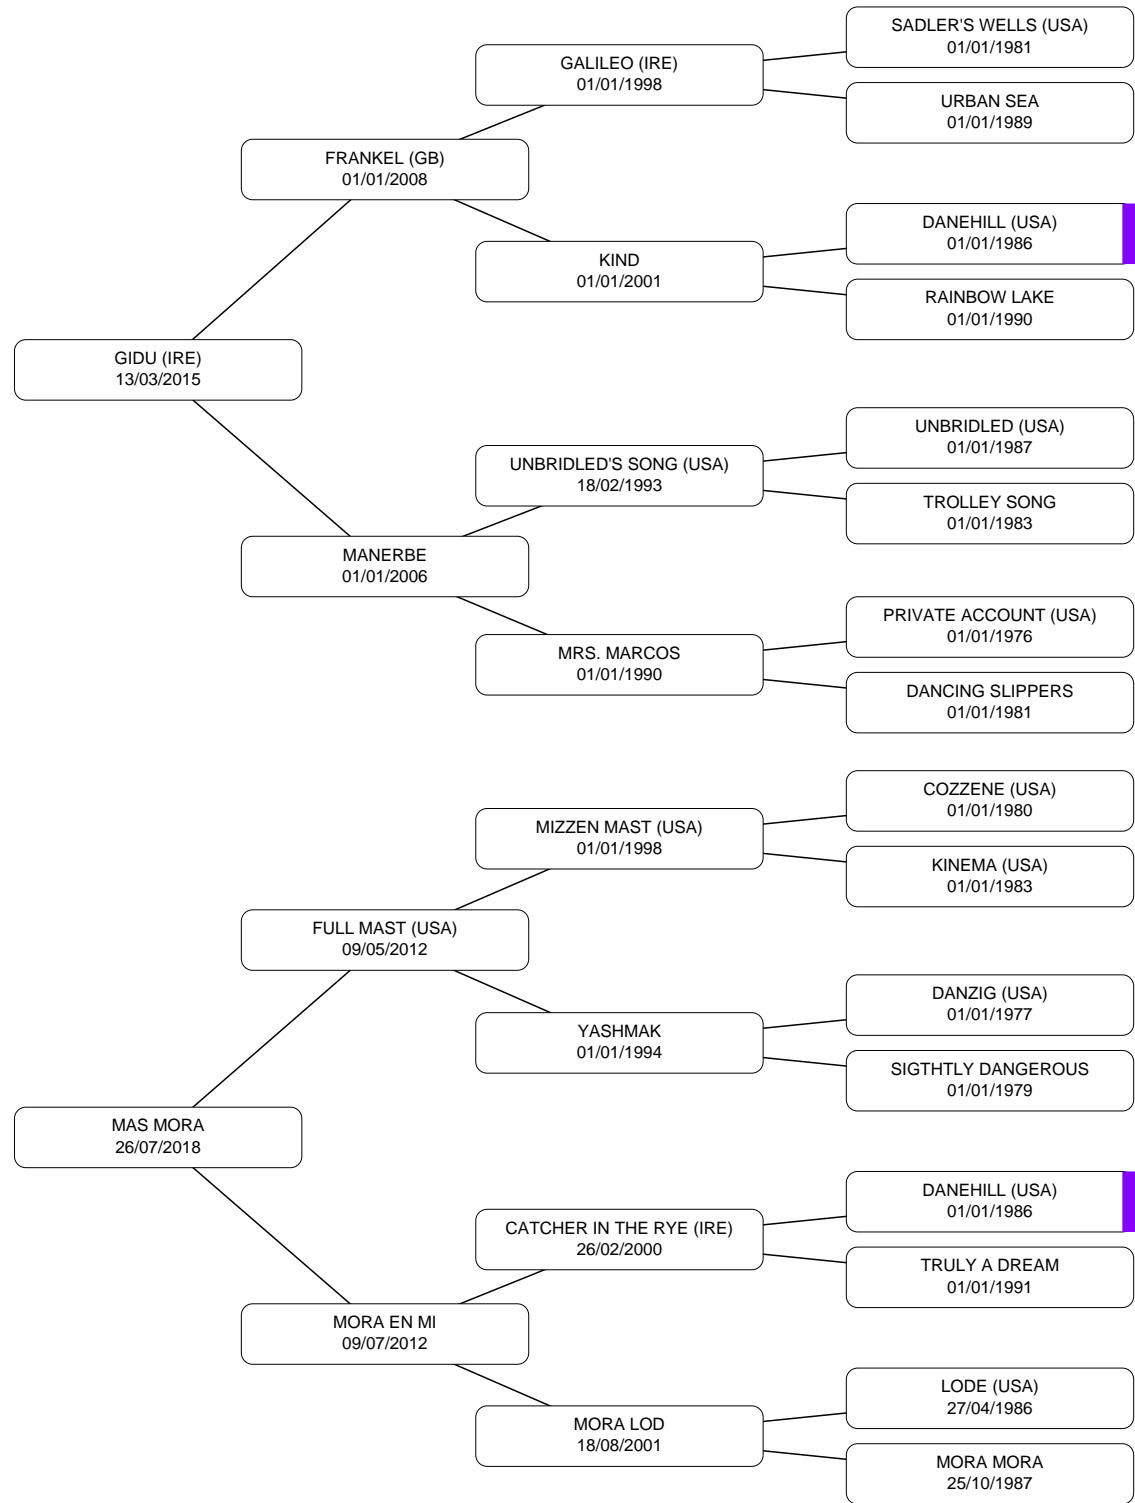 SADLER'S WELLS (USA)
01/01/1981
GALILEO (IRE)
01/01/1998
URBAN SEA
01/01/1989
FRANKEL (GB)
01/01/2008
DANEHILL (USA)
01/01/1986
KIND
01/01/2001
RAINBOW LAKE
01/01/1990
GIDU (IRE)
13/03/2015
UNBRIDLED (USA)
01/01/1987
UNBRIDLED'S SONG (USA)
18/02/1993
TROLLEY SONG
01/01/1983
MANERBE
01/01/2006
PRIVATE ACCOUNT (USA)
01/01/1976
MRS. MARCOS
01/01/1990
DANCING SLIPPERS
01/01/1981
COZZENE (USA)
01/01/1980
MIZZEN MAST (USA)
01/01/1998
KINEMA (USA)
01/01/1983
FULL MAST (USA)
09/05/2012
DANZIG (USA)
01/01/1977
YASHMAK
01/01/1994
SIGTHTLY DANGEROUS
01/01/1979
MAS MORA
26/07/2018
DANEHILL (USA)
01/01/1986
CATCHER IN THE RYE (IRE)
26/02/2000
TRULY A DREAM
01/01/1991
MORA EN MI
09/07/2012
LODE (USA)
27/04/1986
MORA LOD
18/08/2001
MORA MORA
25/10/1987